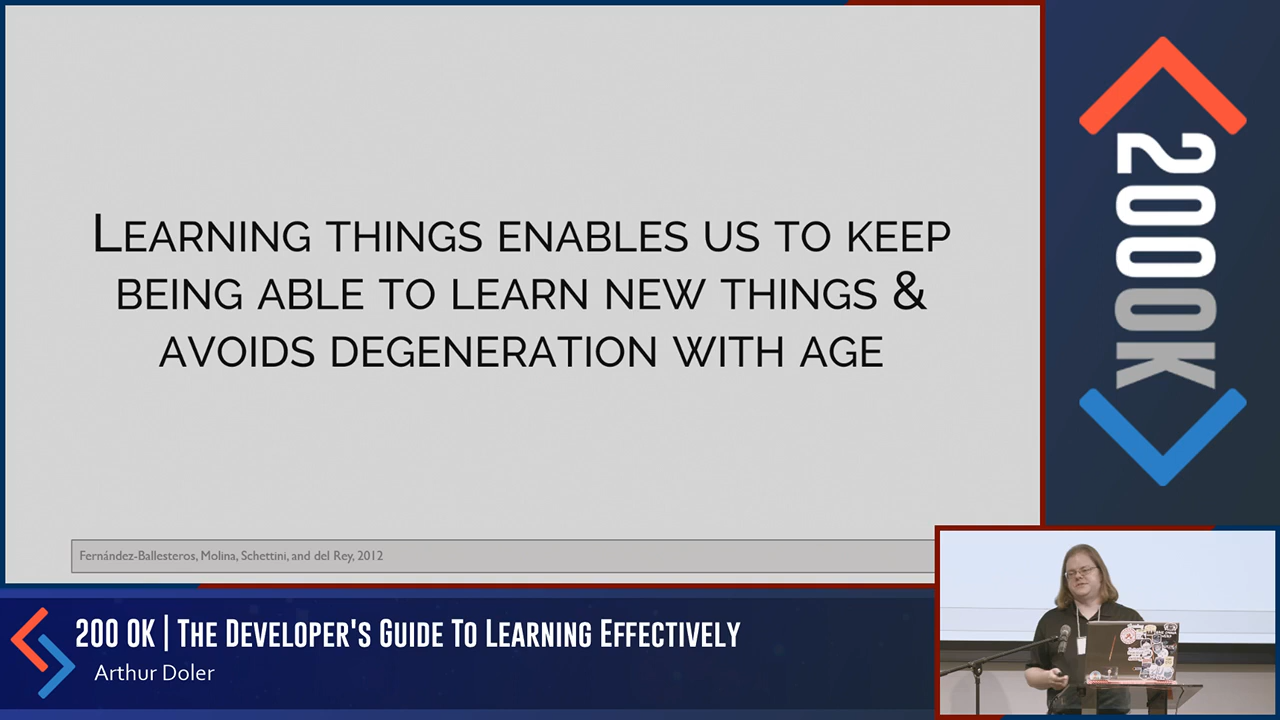 Learning things enables us to keep
being able to learn new things &
avoids degeneration with age
Fernández-Ballesteros, Molina, Schettini, and del Rey, 2012
200 OK
200 OK | The Developer's Guide To Learning Effectively
Arthur Doler